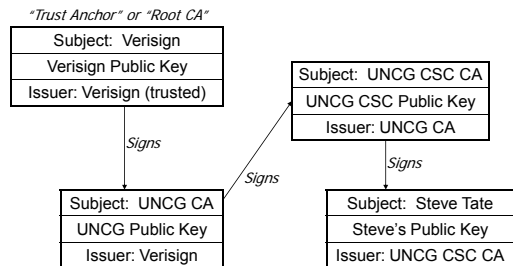 "Trust Anchor" or "Root CA"
Subject: Verisign
Verisign Public Key
Issuer: Verisign (trusted)
Signs
Subject: UNCG CA
UNCG Public Key
Issuer: Verisign
Signs
Subject: UNCG CSC CA
UNCG CSC Public Key
Issuer: UNCG CA
Signs
Subject: Steve Tate
Steve's Public Key
Issuer: UNCG CSC CA